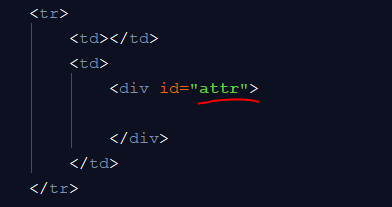 <tr>
<td></td>
<td>
<div id="attr">
</div>
</td>
</tr>